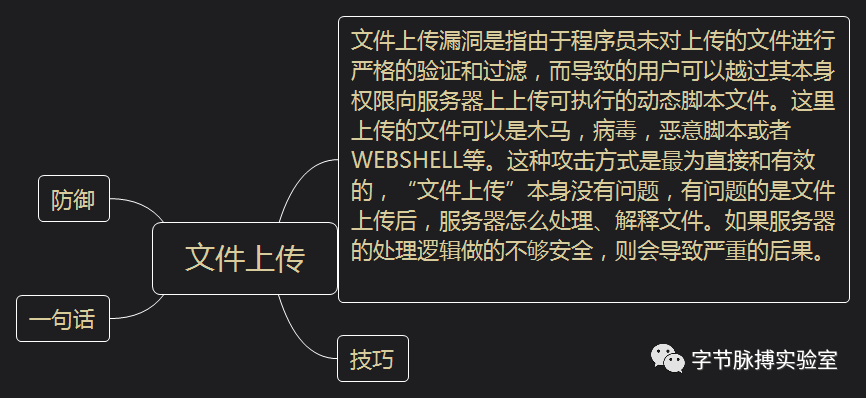 文件上传漏洞是指由于程序员未对上传的文件进行
严格的验证和过滤，而导致的用户可以越过其本身
权限向服务器上上传可执行的动态脚本文件。这里
上传的文件可以是木马，病毒，恶意脚本或者
WEBSHELL等。这种攻击方式是最为直接和有效
的，“文件上传”本身没有问题，有问题的是文件
上传后，服务器怎么处理、解释文件。如果服务器
的处理逻辑做的不够安全，则会导致严重的后果。
防御
文件上传
一句话
技巧
字节脉搏实验室